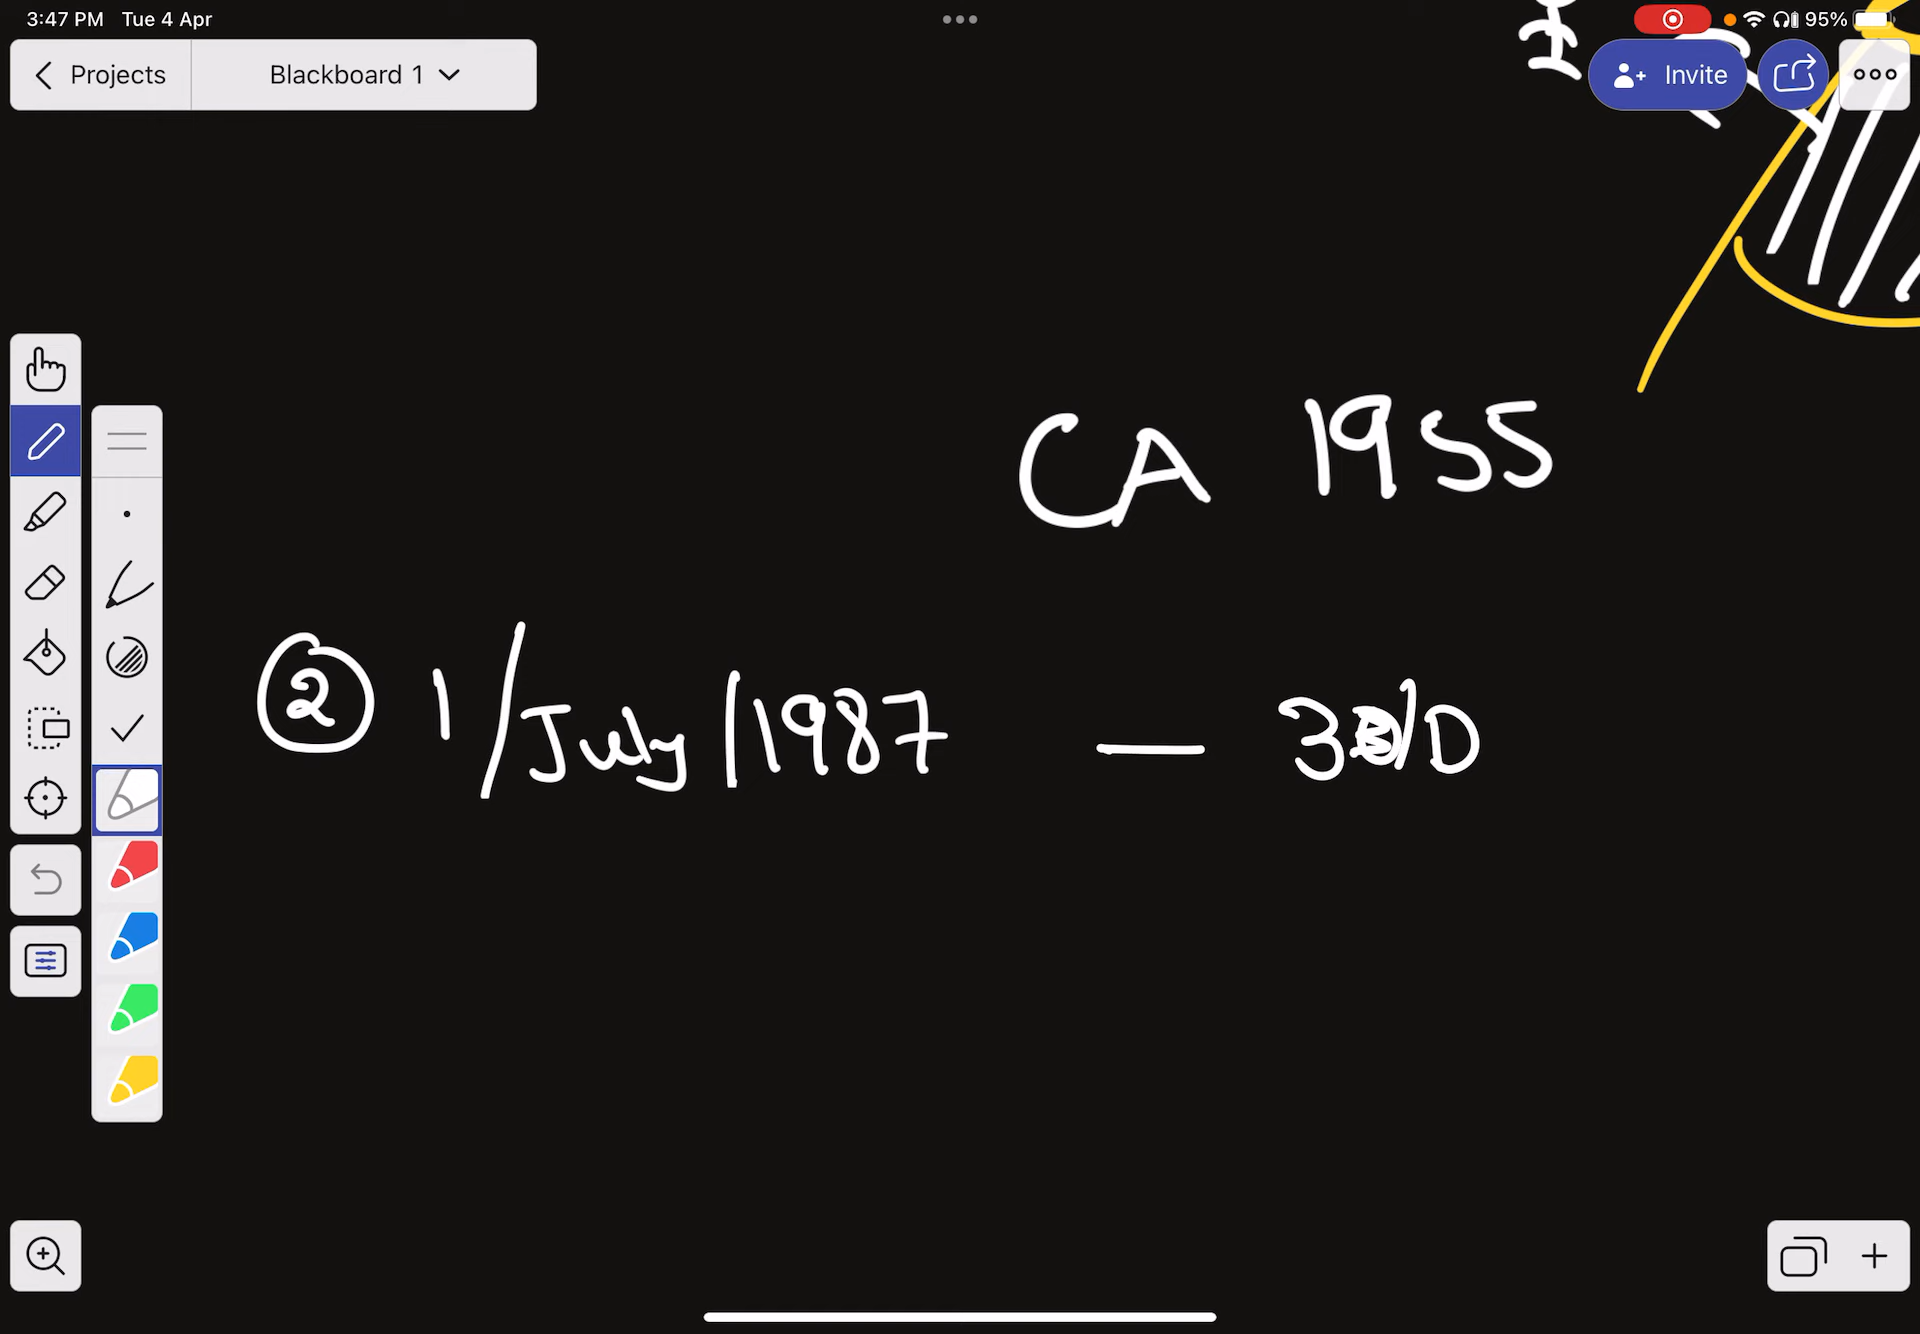 3:47 PM Tue 4 Apr
95%
Projects
Blackboard 1
Invite
CA 1955
2 1/July/1987 — 3 /D